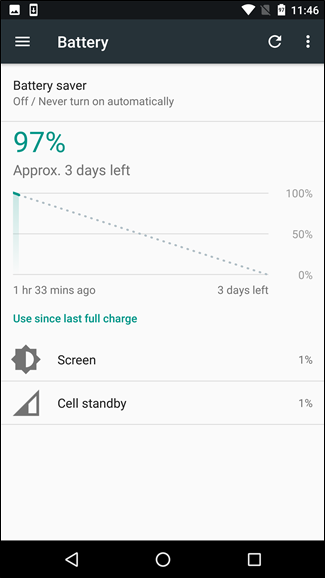 97 11:46
Battery
Battery saver
Off / Never turn on automatically
97%
Approx. 3 days left
100%
50%
0%
1 hr 33 mins ago 3 days left
Use since last full charge
Screen 1%
Cell standby 1%